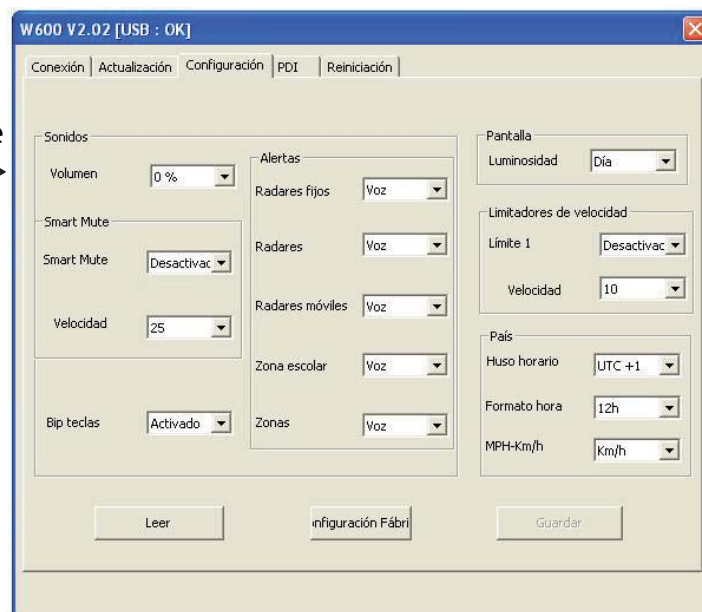 W600 V2.02 [USB : OK]
Conexión Actualización Configuración PDI Reiniciación
e
Sonidos
Volumen 0 %
Smart Mute
Smart Mute Desactivac
Velocidad 25
Bip teclas Activado
Alertas
Radares fijos Voz
Radares Voz
Radares móviles Voz
Zona escolar Voz
Zonas Voz
Pantalla
Luminosidad Día
Limitadores de velocidad
Límite 1 Desactivac
Velocidad 10
País
Huso horario UTC +1
Formato hora 12h
MPH-Km/h Km/h
Leer onfiguración Fábri Guardar